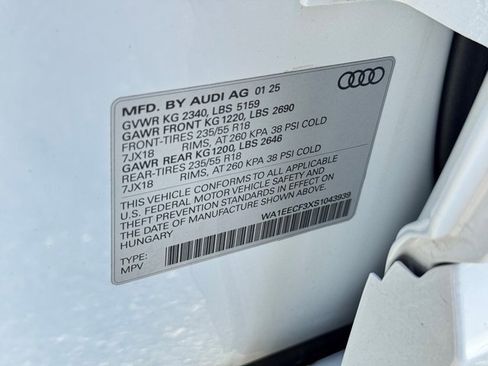 MFD. BY AUDI AG 01 25
GVWR KG 2340, LBS 5159
GAWR FRONT KG 1220, LBS 2690
FRONT-TIRES 235/55 R18
7JX18 RIMS, AT 260 KPA 38 PSI COLD
GAWR REAR KG1200, LBS 2646
REAR-TIRES 235/55 R18
7JX18 RIMS, AT 260 KPA 38 PSI COLD
THIS VEHICLE CONFORMS TO ALL APPLICABLE
U.S. FEDERAL MOTOR VEHICLE SAFETY AND
THEFT PREVENTION STANDARDS IN EFFECT ON
THE DATE OF MANUFACTURE SHOWN ABOVE
HUNGARY
WA1EECF3XS1043939
TYPE:
MPV